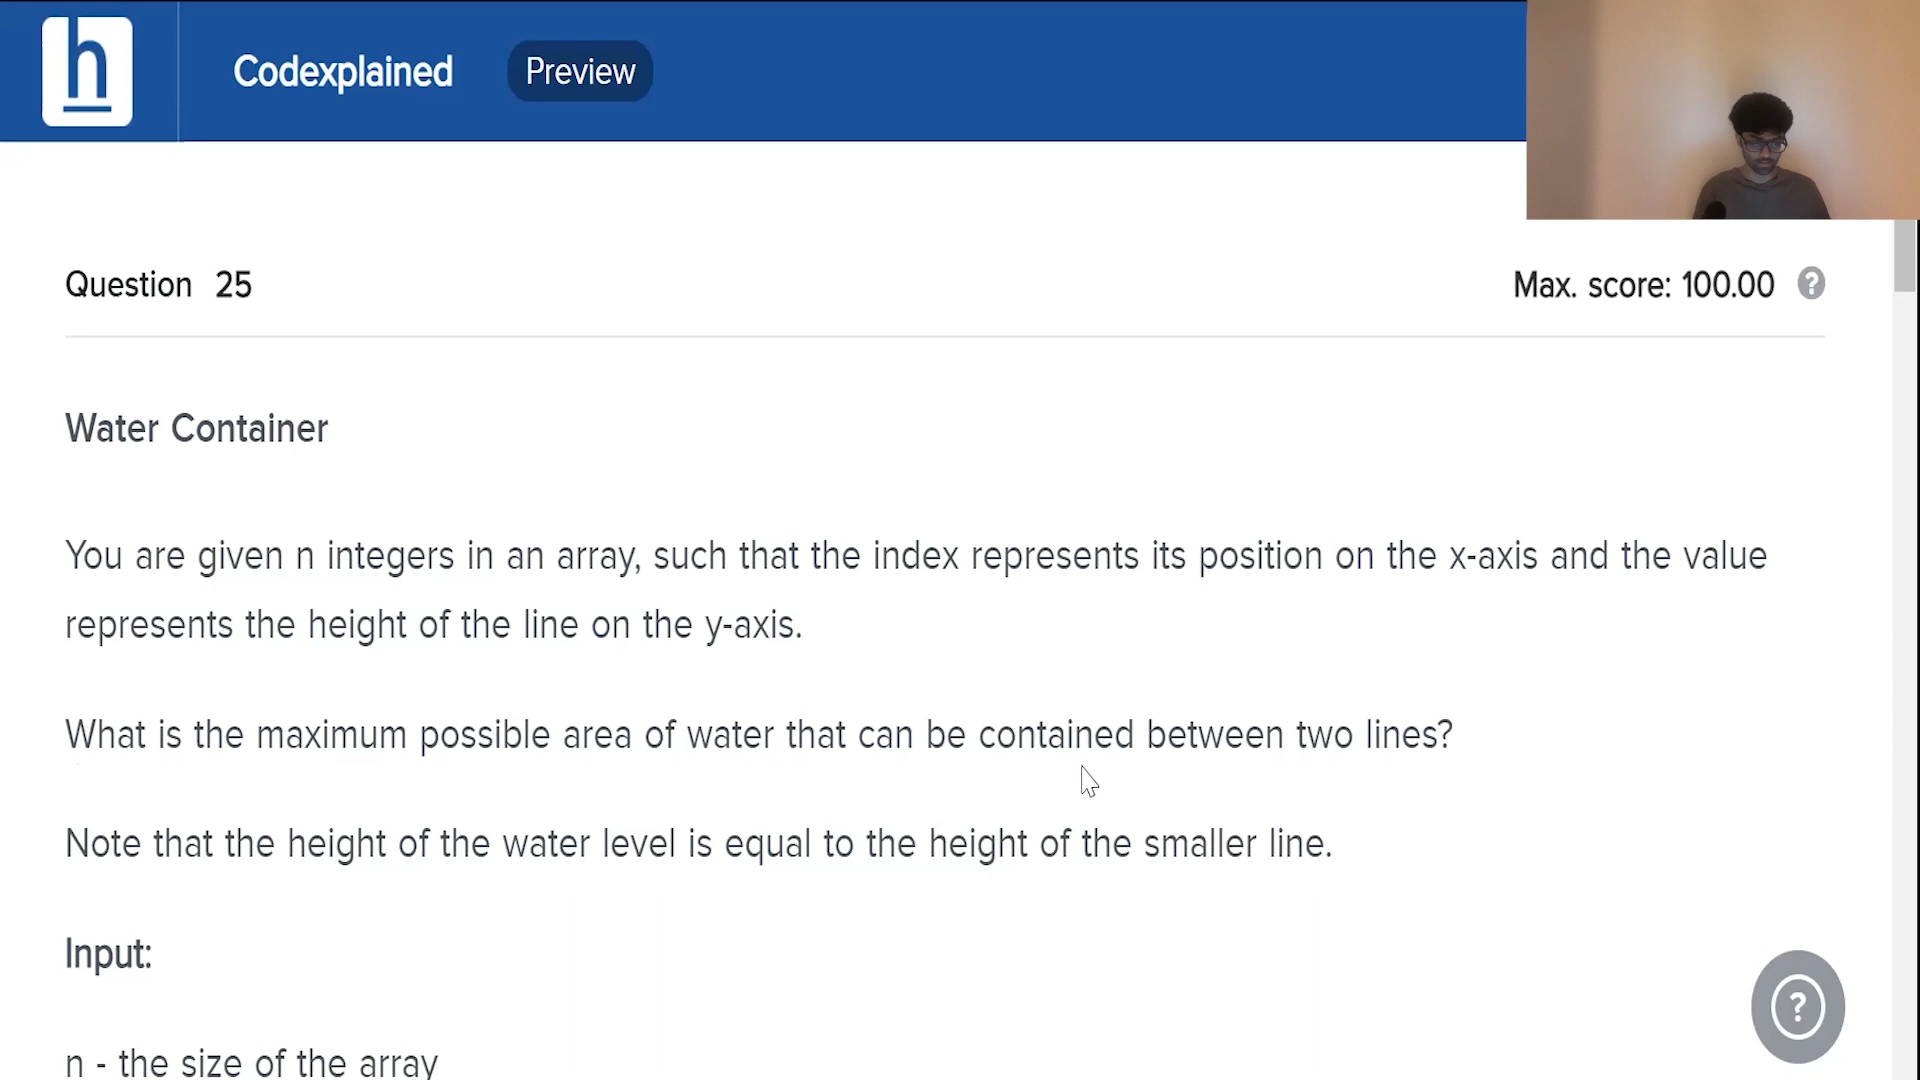 h
Codexplained Preview
Question 25 Max. score: 100.00 ?
Water Container
You are given n integers in an array, such that the index represents its position on the x-axis and the value
represents the height of the line on the y-axis.
What is the maximum possible area of water that can be contained between two lines?
Note that the height of the water level is equal to the height of the smaller line.
Input:
n - the size of the array
?